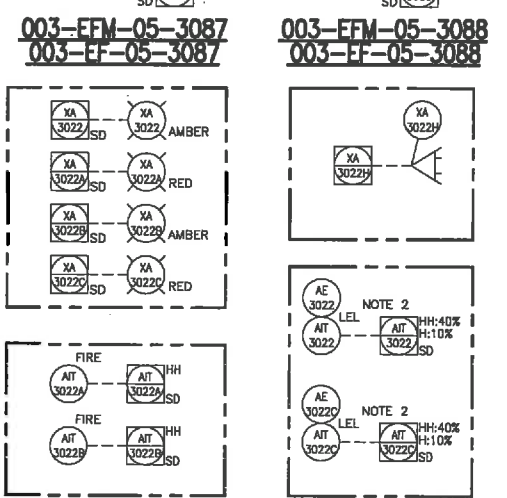 SD
SD
003-EFM-05-3087
003-EF-05-3087
003-EFM-05-3088
003-EF-05-3088
XA
3022
SD
XA
3022
AMBER
XA
3022A
SD
XA
3022A
RED
XA
3022B
SD
XA
3022B
AMBER
XA
3022C
SD
XA
3022C
RED
XA
3022H
XA
3022H
FIRE
AIT
3022A
AIT
3022A
HH
SD
FIRE
AIT
3022B
AIT
3022B
HH
SD
AE
3022
LEL
NOTE 2
AIT
3022
AIT
3022
HH:40%
H:10%
SD
AE
3022C
LEL
NOTE 2
AIT
3022C
AIT
3022C
HH:40%
H:10%
SD